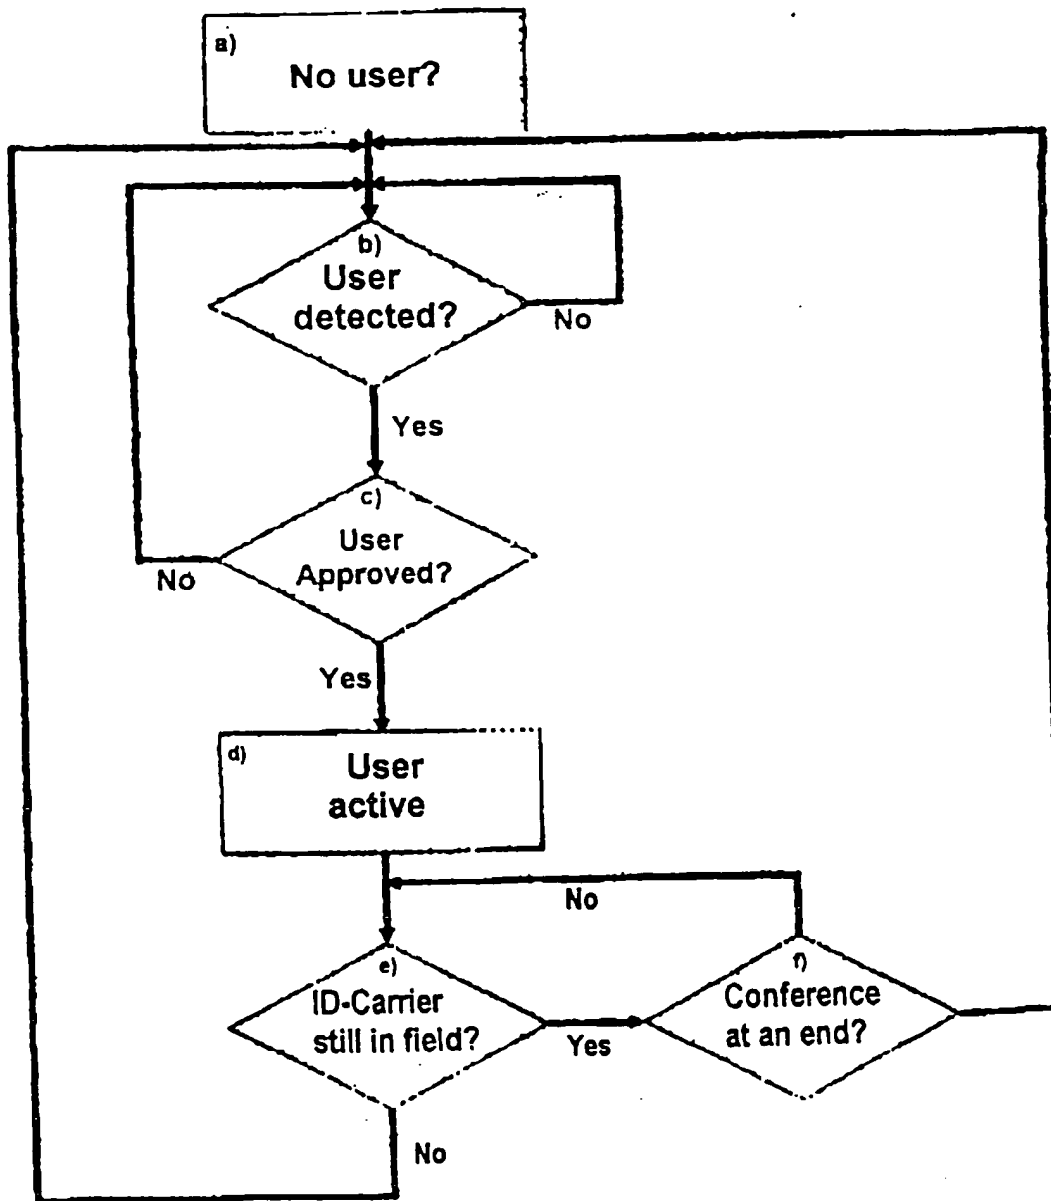 a)
No user?
b)
User
detected?
No
Yes
c)
User
Approved?
No
Yes
d)
User
active
No
e)
ID-Carrier
still in field?
Yes
f)
Conference
at an end?
No